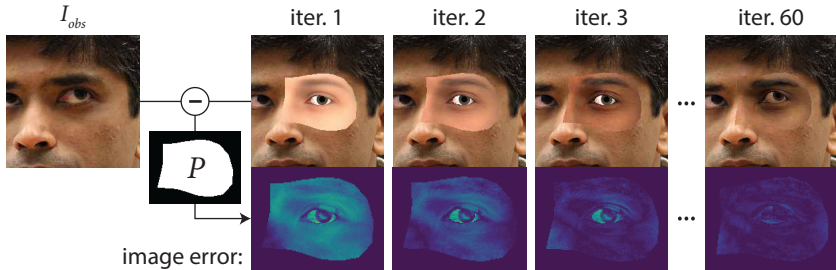 I_obs
iter. 1
iter. 2
iter. 3
iter. 60
−
...
P
...
image error: